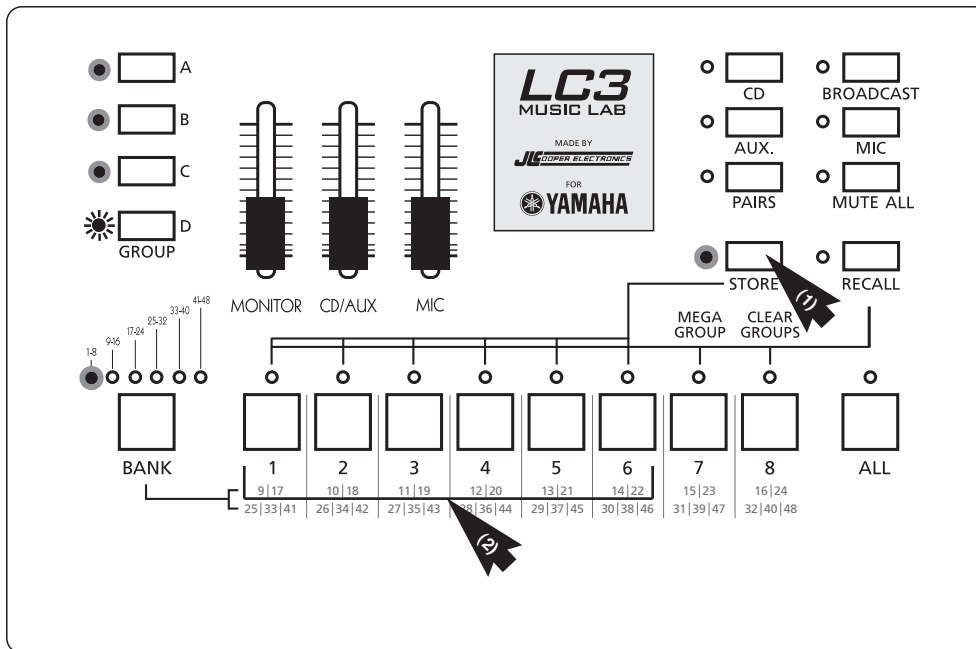 A
B
C
D
GROUP
MONITOR
CD/AUX
MIC
LC3
MUSIC LAB
MADE BY
JLCOOPER ELECTRONICS
FOR
YAMAHA
CD
BROADCAST
AUX.
MIC
PAIRS
MUTE ALL
STORE
RECALL
(1)
MEGA GROUP
CLEAR GROUPS
1-8
9-16
17-24
25-32
33-40
41-48
BANK
1 2 3 4 5 6 7 8
ALL
9|17 10|18 11|19 12|20 13|21 14|22 15|23 16|24
25|33|41 26|34|42 27|35|43 28|36|44 29|37|45 30|38|46 31|39|47 32|40|48
(2)